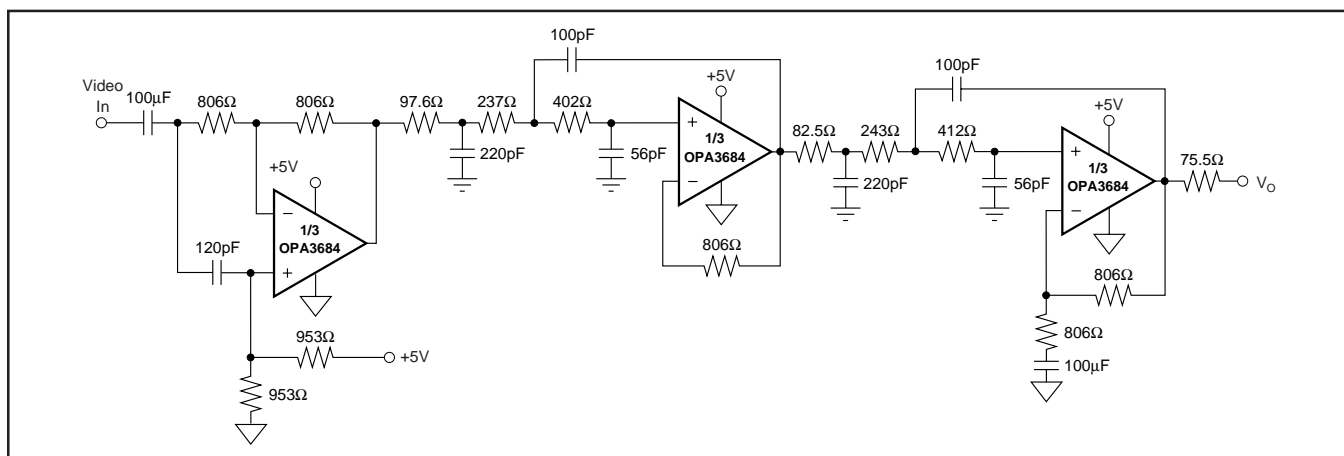 Video
In
100µF
806Ω
806Ω
+5V
–
1/3
OPA3684
+
120pF
953Ω
+5V
953Ω
97.6Ω
220pF
237Ω
100pF
402Ω
56pF
+5V
+
1/3
OPA3684
–
806Ω
82.5Ω
220pF
243Ω
100pF
412Ω
56pF
+5V
+
1/3
OPA3684
–
806Ω
806Ω
100µF
75.5Ω
VO